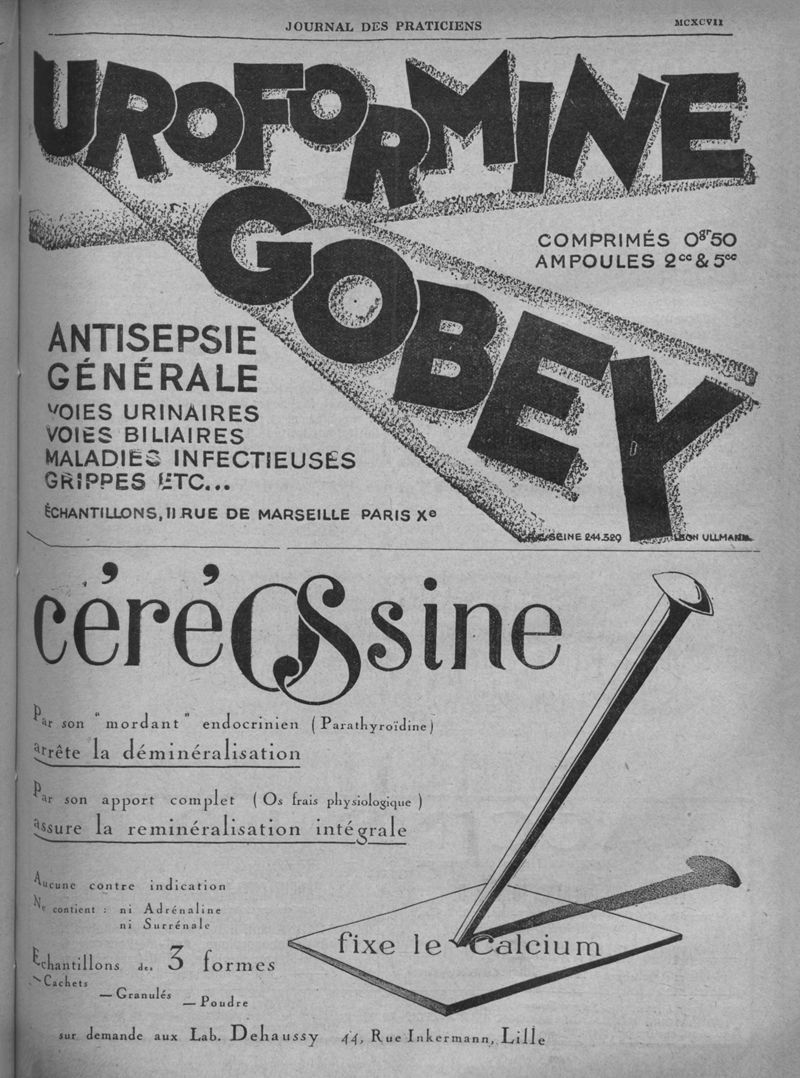 JOURNAL DES PRATICIENS
MCXCVII
UROFORMINE
GOBEY
COMPRIMÉS 0gr50
AMPOULES 2cc & 5cc
ANTISEPSIE
GÉNÉRALE
VOIES URINAIRES
VOIES BILIAIRES
MALADIES INFECTIEUSES
GRIPPES ETC...
ÉCHANTILLONS, 11 RUE DE MARSEILLE PARIS Xe
SEINE 244.329
ULLMANN
céréOSsine
Par son "mordant" endocrinien (Parathyroïdine)
arrête la déminéralisation
Par son apport complet (Os frais physiologique)
assure la reminéralisation intégrale
Aucune contre indication
Ne contient : ni Adrénaline
ni Surrénale
fixe le Calcium
Echantillons des 3 formes
Cachets
— Granulés
— Poudre
sur demande aux Lab. Dehaussy 44, Rue Inkermann, Lille